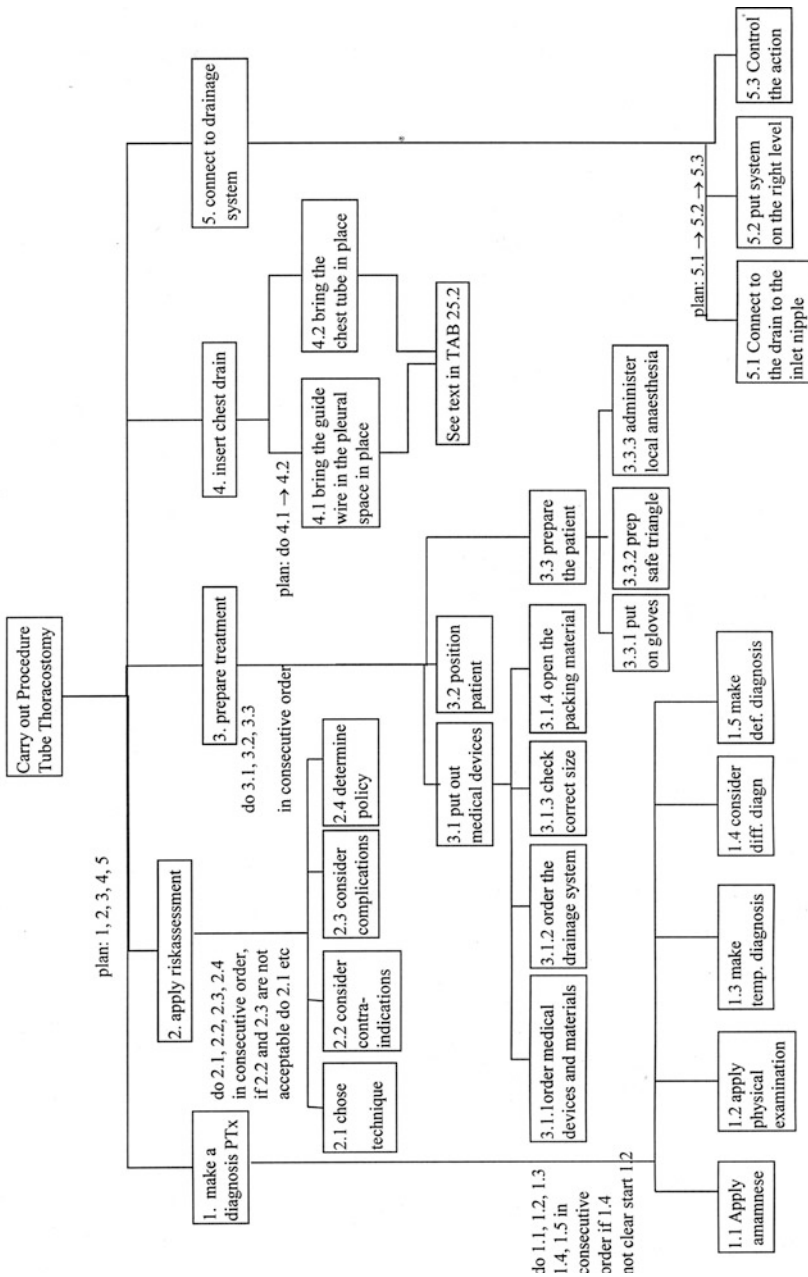 Carry out Procedure
Tube Thoracostomy
plan: 1, 2, 3, 4, 5
1. make a
diagnosis PTx
do 1.1, 1.2, 1.3
1.4, 1.5 in
consecutive
order if 1.4
not clear start 1.2
1.1 Apply
amamnese
1.2 apply
physical
examination
1.3 make
temp. diagnosis
1.4 consider
diff. diagn
1.5 make
def. diagnosis
2. apply riskassessment
do 2.1, 2.2, 2.3, 2.4
in consecutive order,
if 2.2 and 2.3 are not
acceptable do 2.1 etc
2.1 chose
technique
2.2 consider
contra-
indications
2.3 consider
complications
2.4 determine
policy
3. prepare treatment
do 3.1, 3.2, 3.3
in consecutive order
3.1 put out
medical devices
3.2 position
patient
3.3 prepare
the patient
3.1.1order medical
devices and materials
3.1.2 order the
drainage system
3.1.3 check
correct size
3.1.4 open the
packing material
3.3.1 put
on gloves
3.3.2 prep
safe triangle
3.3.3 administer
local anaesthesia
4. insert chest drain
plan: do 4.1 → 4.2
4.1 bring the guide
wire in the pleural
space in place
4.2 bring the
chest tube in place
See text in TAB 25.2
5. connect to drainage
system
plan: 5.1 → 5.2 → 5.3
5.1 Connect to
the drain to the
inlet nipple
5.2 put system
on the right level
5.3 Control
the action